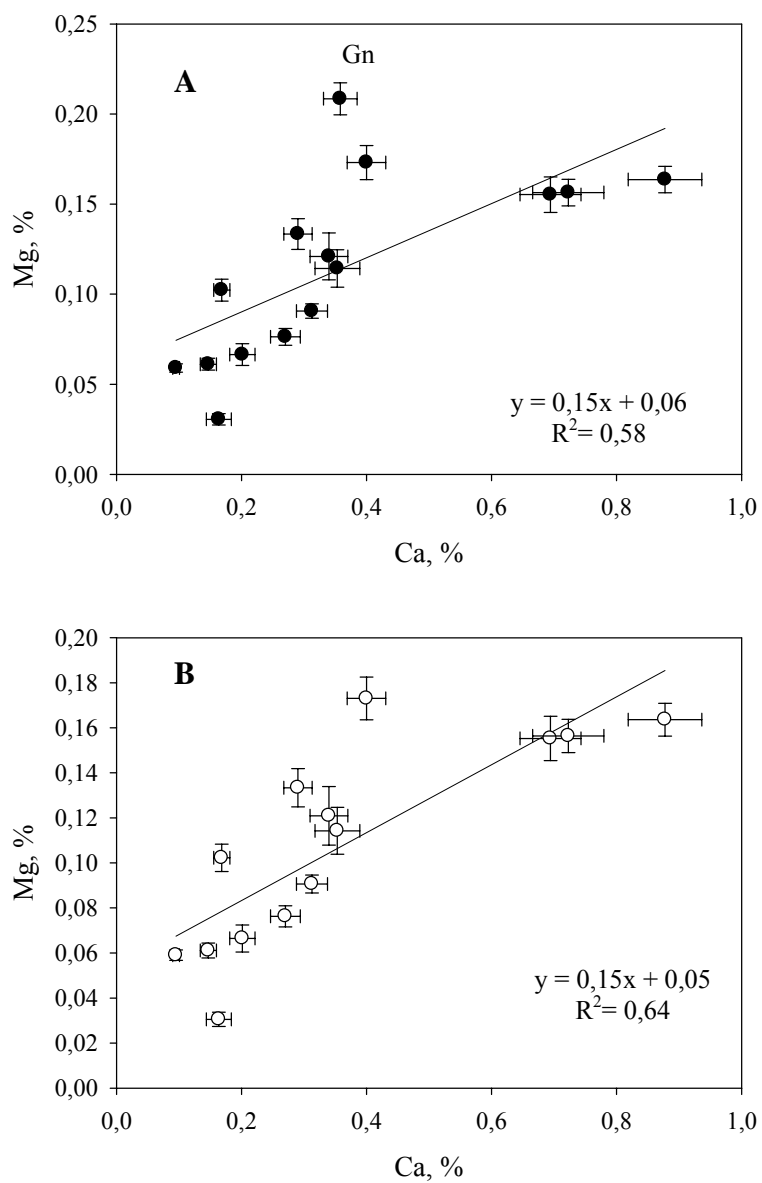 0,25
Gn
A
0,20
0,15
Mg, %
0,10
0,05
y = 0,15x + 0,06
R²= 0,58
0,00
0,0 0,2 0,4 0,6 0,8 1,0
Ca, %
0,20
B
0,18
0,16
0,14
0,12
Mg, %
0,10
0,08
0,06
y = 0,15x + 0,05
0,04
R²= 0,64
0,02
0,00
0,0 0,2 0,4 0,6 0,8 1,0
Ca, %